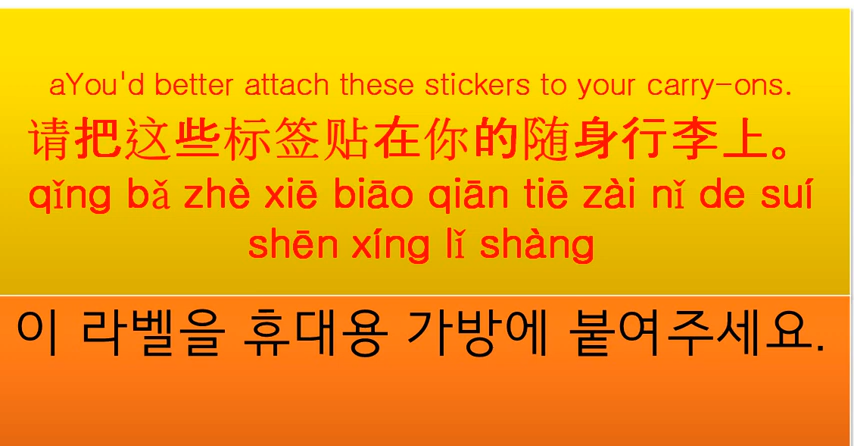 aYou'd better attach these stickers to your carry-ons.
请把这些标签贴在你的随身行李上。
qǐng bǎ zhè xiē biāo qiān tiē zài nǐ de suí
shēn xíng lǐ shàng
이 라벨을 휴대용 가방에 붙여주세요.